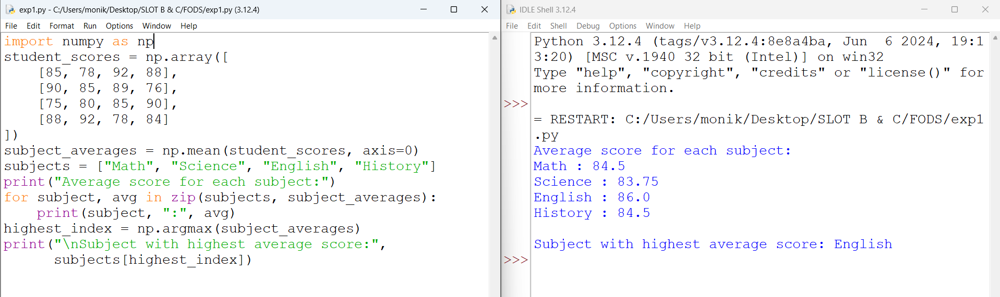 exp1.py - C:/Users/monik/Desktop/SLOT B & C/FODS/exp1.py (3.12.4)
File Edit Format Run Options Window Help
import numpy as np
student_scores = np.array([
    [85, 78, 92, 88],
    [90, 85, 89, 76],
    [75, 80, 85, 90],
    [88, 92, 78, 84]
])
subject_averages = np.mean(student_scores, axis=0)
subjects = ["Math", "Science", "English", "History"]
print("Average score for each subject:")
for subject, avg in zip(subjects, subject_averages):
    print(subject, ":", avg)
highest_index = np.argmax(subject_averages)
print("\nSubject with highest average score:",
      subjects[highest_index])
IDLE Shell 3.12.4
File Edit Shell Debug Options Window Help
Python 3.12.4 (tags/v3.12.4:8e8a4ba, Jun  6 2024, 19:1
3:20) [MSC v.1940 32 bit (Intel)] on win32
Type "help", "copyright", "credits" or "license()" for
more information.
>>>
= RESTART: C:/Users/monik/Desktop/SLOT B & C/FODS/exp1
.py
Average score for each subject:
Math : 84.5
Science : 83.75
English : 86.0
History : 84.5
Subject with highest average score: English
>>>